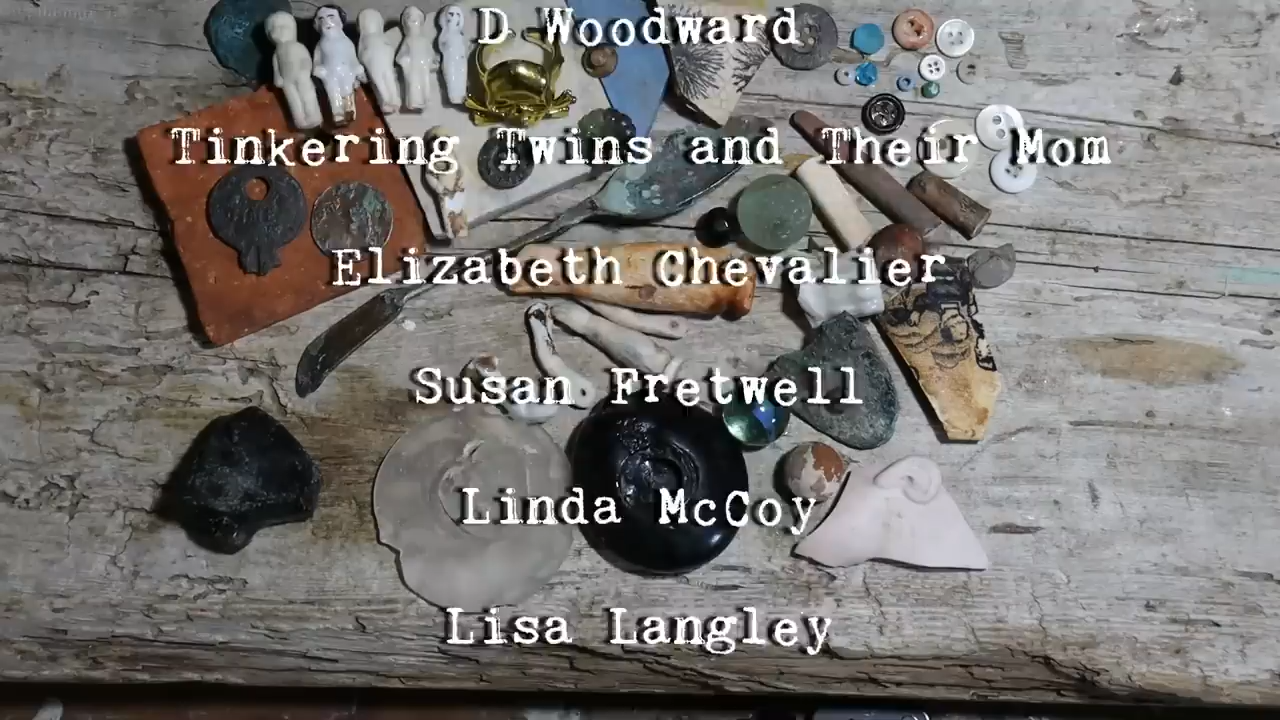 D Woodward
Tinkering Twins and Their Mom
Elizabeth Chevalier
Susan Fretwell
Linda McCoy
Lisa Langley